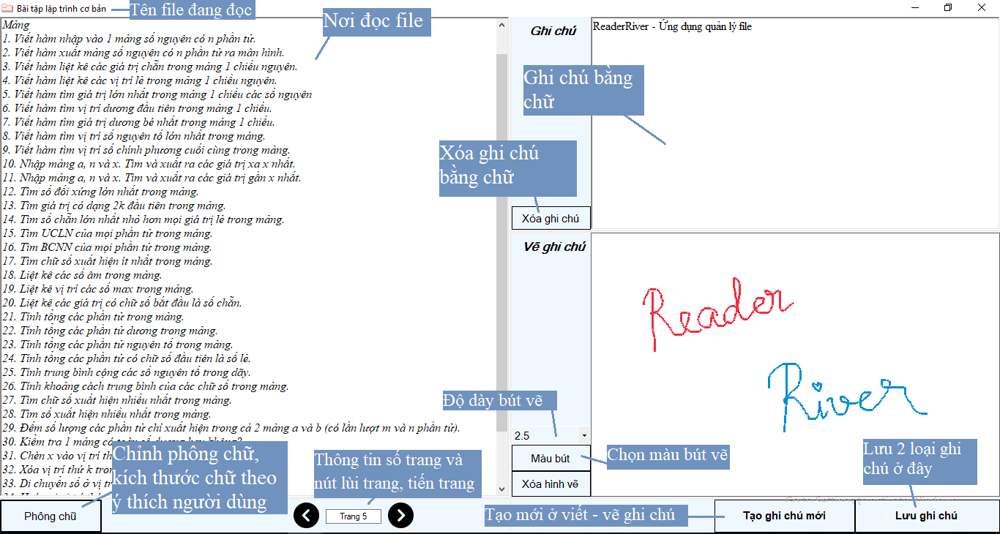 Bài tập lập trình cơ bản
Tên file đang đọc
Mảng
1. Viết hàm nhập vào 1 mảng số nguyên có n phần tử.
2. Viết hàm xuất mảng số nguyên có n phần tử ra màn hình.
3. Viết hàm liệt kê các giá trị chẵn trong mảng 1 chiều nguyên.
4. Viết hàm liệt kê các vị trí lẻ trong mảng 1 chiều nguyên.
5. Viết hàm tìm giá trị lớn nhất trong mảng 1 chiều các số nguyên
6. Viết hàm tìm vị trí dương đầu tiên trong mảng 1 chiều.
7. Viết hàm tìm giá trị dương bé nhất trong mảng 1 chiều.
8. Viết hàm tìm vị trí số nguyên tố lớn nhất trong mảng.
9. Viết hàm tìm vị trí số chính phương cuối cùng trong mảng.
10. Nhập mảng a, n và x. Tìm và xuất ra các giá trị xa x nhất.
11. Nhập mảng a, n và x. Tìm và xuất ra các giá trị gần x nhất.
12. Tìm số đối xứng lớn nhất trong mảng.
13. Tìm giá trị có dạng 2k đầu tiên trong mảng.
14. Tìm số chẵn lớn nhất nhỏ hơn mọi giá trị lẻ trong mảng.
15. Tìm UCLN của mọi phần tử trong mảng.
16. Tìm BCNN của mọi phần tử trong mảng.
17. Tìm chữ số xuất hiện ít nhất trong mảng.
18. Liệt kê các số âm trong mảng.
19. Liệt kê vị trí các số max trong mảng.
20. Liệt kê các giá trị có chữ số bắt đầu là số chẵn.
21. Tính tổng các phần tử trong mảng.
22. Tính tổng các phần tử dương trong mảng.
23. Tính tổng các phần tử nguyên tố trong mảng.
24. Tính tổng các phần tử có chữ số đầu tiên là số lẻ.
25. Tính trung bình cộng các số nguyên tố trong dãy.
26. Tính khoảng cách trung bình của các chữ số trong mảng.
27. Tìm chữ số xuất hiện nhiều nhất trong mảng.
28. Tìm số xuất hiện nhiều nhất trong mảng.
29. Đếm số lượng các phần tử chỉ xuất hiện trong cả 2 mảng a và b (có lần lượt m và n phần tử).
30. Kiểm tra 1 mảng có toàn số dương hay không?
31. Chèn x vào vị trí th
32. Xóa vị trí thứ k tron
33. Di chuyển số ở vị tr
Nơi đọc file
Ghi chú
ReaderRiver - Ứng dụng quản lý file
Ghi chú bằng
chữ
Xóa ghi chú
bằng chữ
Xóa ghi chú
Vẽ ghi chú
Reader
River
Độ dày bút vẽ
2.5
Màu bút
Chọn màu bút vẽ
Xóa hình vẽ
Lưu 2 loại ghi
chú ở đây
Chỉnh phông chữ,
kích thước chữ theo
ý thích người dùng
Thông tin số trang và
nút lùi trang, tiến trang
Phông chữ
Trang 5
Tạo mới ở viết - vẽ ghi chú
Tạo ghi chú mới
Lưu ghi chú